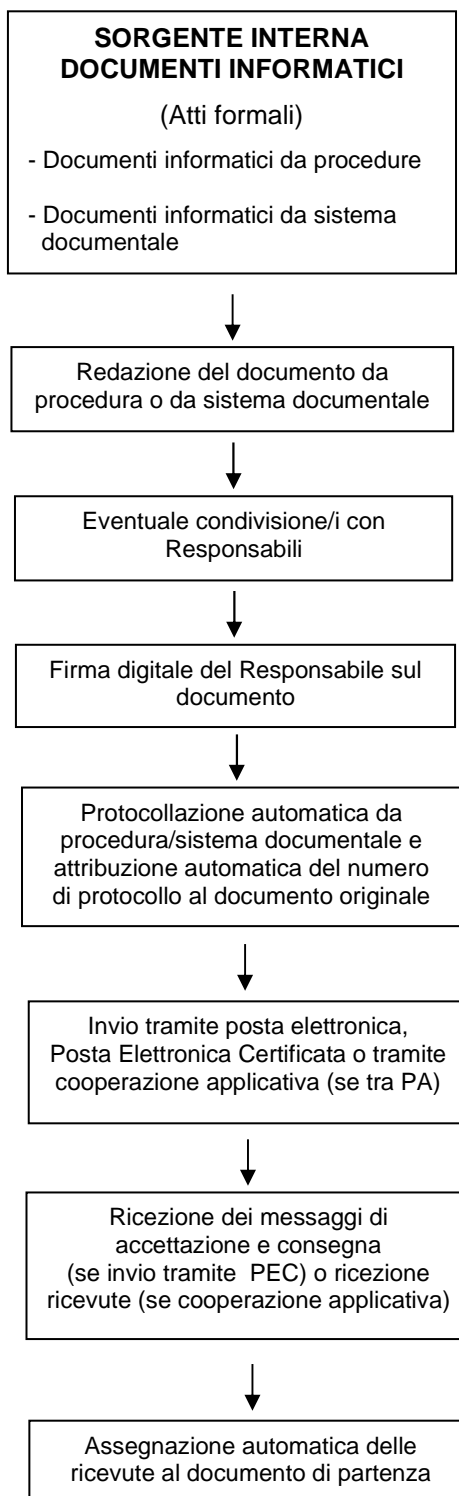 SORGENTE INTERNA
DOCUMENTI INFORMATICI
(Atti formali)
- Documenti informatici da procedure
- Documenti informatici da sistema
documentale
Redazione del documento da
procedura o da sistema documentale
Eventuale condivisione/i con
Responsabili
Firma digitale del Responsabile sul
documento
Protocollazione automatica da
procedura/sistema documentale e
attribuzione automatica del numero
di protocollo al documento originale
Invio tramite posta elettronica,
Posta Elettronica Certificata o tramite
cooperazione applicativa (se tra PA)
Ricezione dei messaggi di
accettazione e consegna
(se invio tramite PEC) o ricezione
ricevute (se cooperazione applicativa)
Assegnazione automatica delle
ricevute al documento di partenza